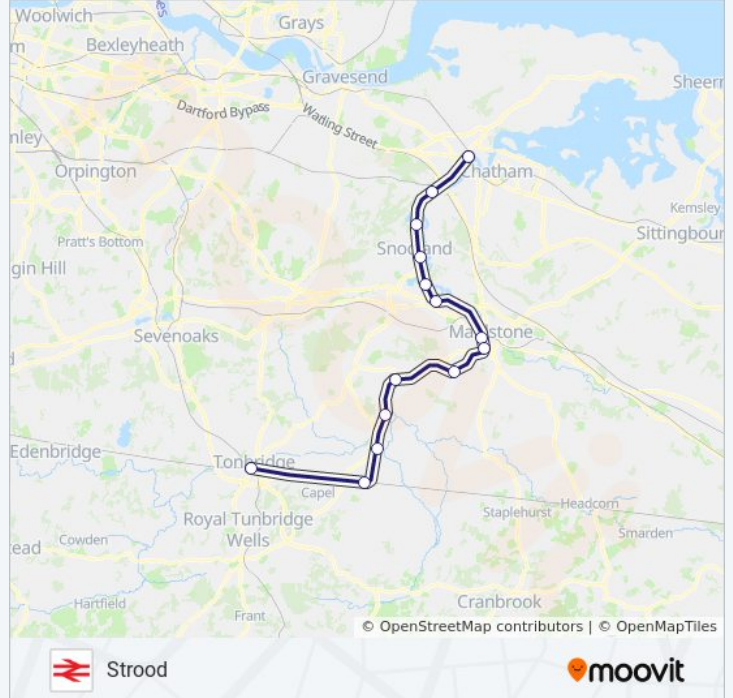 Woolwich
es
Grays
m
Bexleyheath
Gravesend
Sheern
Dartford Bypass
Watling Street
nley
Orpington
Chatham
Kemsley
Sittingbour
Pratt's Bottom
Snodland
gin Hill
Sevenoaks
Maidstone
d
Edenbridge
Tonbridge
Capel
Headcorn
Royal Tunbridge
Wells
Staplehurst
Smarden
Cowden
ead
Hartfield
Frant
Cranbrook
© OpenStreetMap contributors | © OpenMapTiles
Strood
moovit